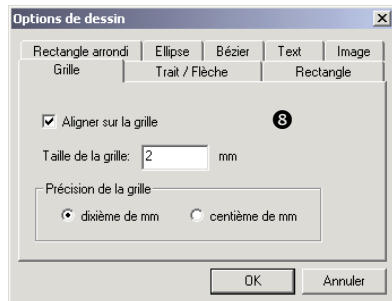 Options de dessin
Rectangle arrondi Ellipse Bézier Text Image
Grille Trait / Flèche Rectangle
Aligner sur la grille 8
Taille de la grille: 2 mm
Précision de la grille
dixième de mm centième de mm
OK Annuler